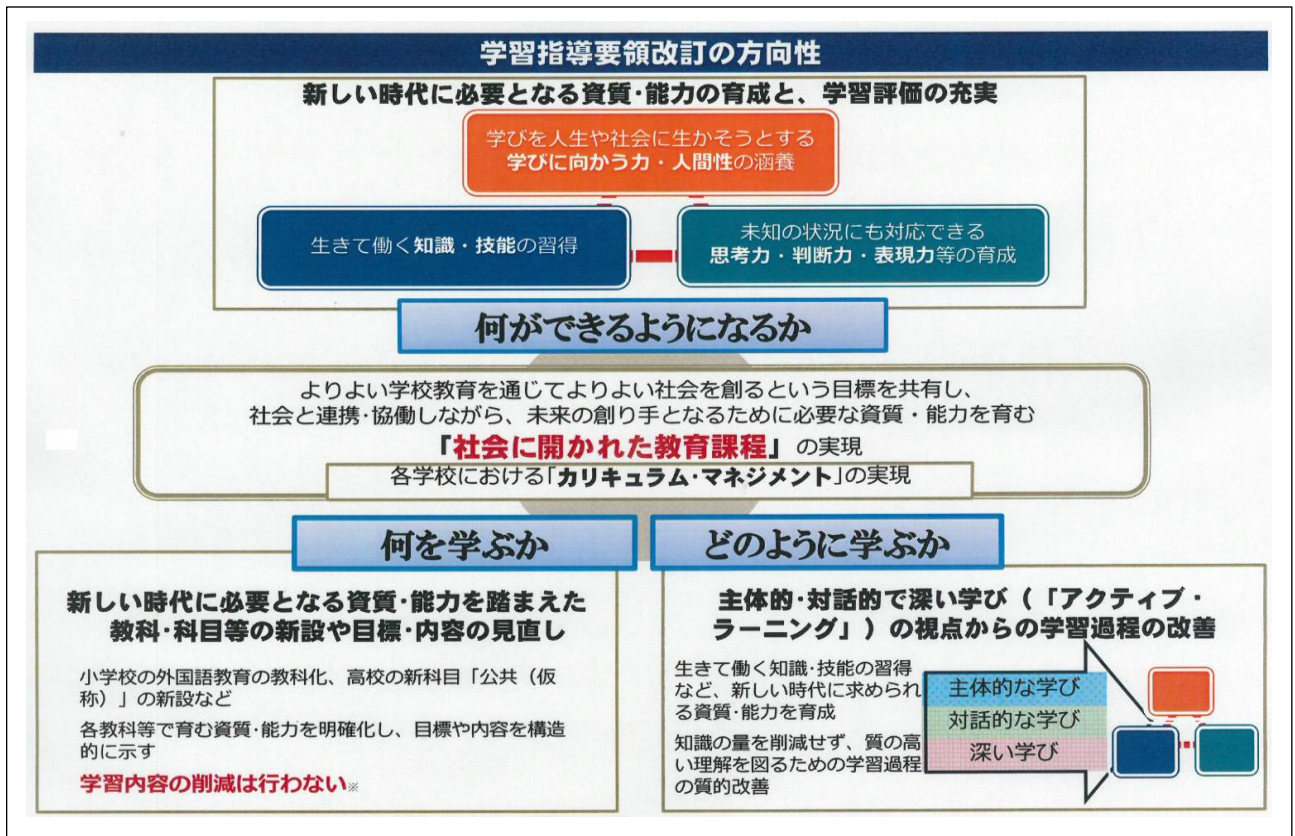 学習指導要領改訂の方向性
新しい時代に必要となる資質･能力の育成と、学習評価の充実
学びを人生や社会に生かそうとする
学びに向かう力・人間性の涵養
生きて働く知識・技能の習得
未知の状況にも対応できる
思考力・判断力・表現力等の育成
何ができるようになるか
よりよい学校教育を通じてよりよい社会を創るという目標を共有し、
社会と連携･協働しながら、未来の創り手となるために必要な資質・能力を育む
「社会に開かれた教育課程」の実現
各学校における「カリキュラム･マネジメント」の実現
何を学ぶか
どのように学ぶか
新しい時代に必要となる資質･能力を踏まえた
教科･科目等の新設や目標･内容の見直し
小学校の外国語教育の教科化、高校の新科目「公共（仮
称）」の新設など
各教科等で育む資質･能力を明確化し、目標や内容を構造
的に示す
学習内容の削減は行わない※
主体的･対話的で深い学び（「アクティブ・
ラーニング」）の視点からの学習過程の改善
生きて働く知識･技能の習得
など、新しい時代に求められ
る資質･能力を育成
知識の量を削減せず、質の高
い理解を図るための学習過程
の質的改善
主体的な学び
対話的な学び
深い学び